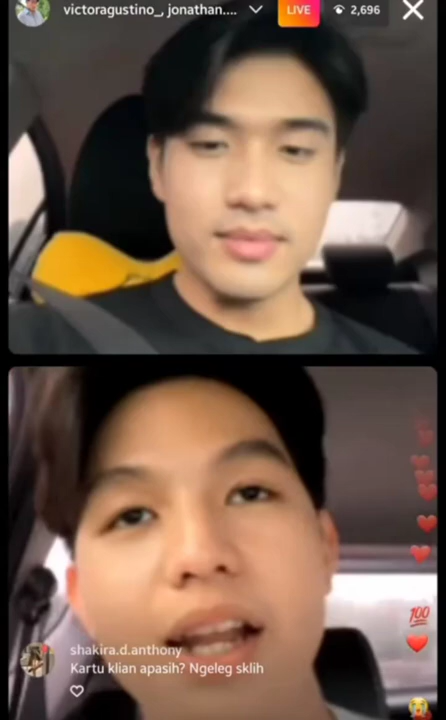 victoragustino_, jonathan....
LIVE
2,696
shakira.d.anthony
Kartu klian apasih? Ngeleg sklih